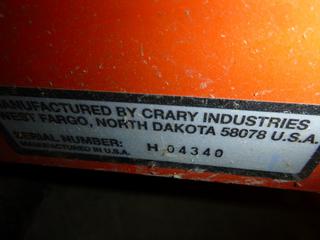 MANUFACTURED BY CRARY INDUSTRIES
WEST FARGO, NORTH DAKOTA 58078 U.S.A.
SERIAL NUMBER: H 04340
MANUFACTURED IN U.S.A.